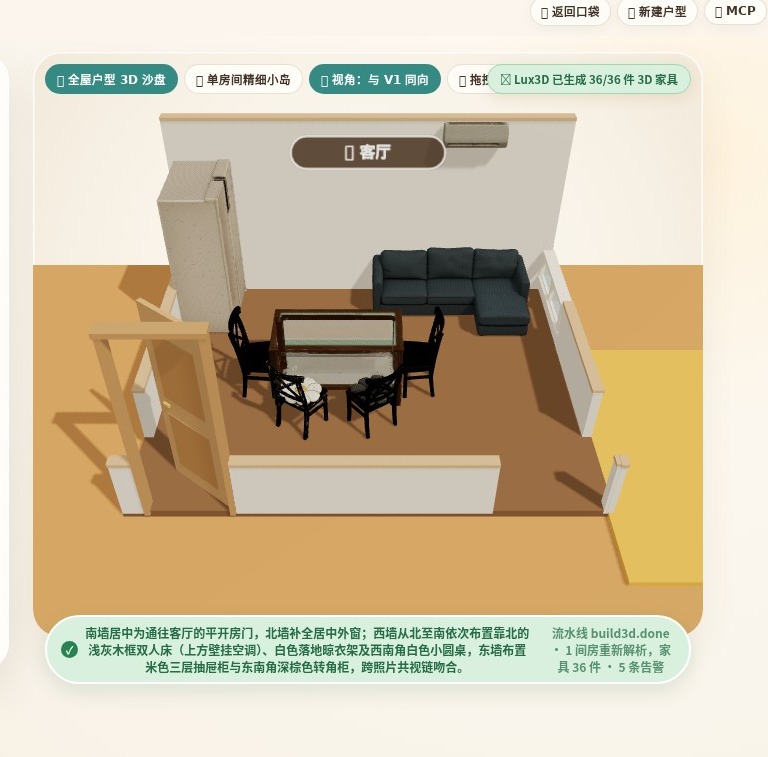 返回口袋
新建户型
MCP
全屋户型 3D 沙盘
单房间精细小岛
视角：与 V1 同向
Lux3D 已生成 36/36 件 3D 家具
客厅
南墙居中为通往客厅的平开房门，北墙补全居中外窗；西墙从北至南依次布置靠北的
浅灰木框双人床（上方壁挂空调）、白色落地晾衣架及西南角白色小圆桌，东墙布置
米色三层抽屉柜与东南角深棕色转角柜，跨照片共视链吻合。
流水线 build3d.done
· 1 间房重新解析，家
具 36 件 · 5 条告警